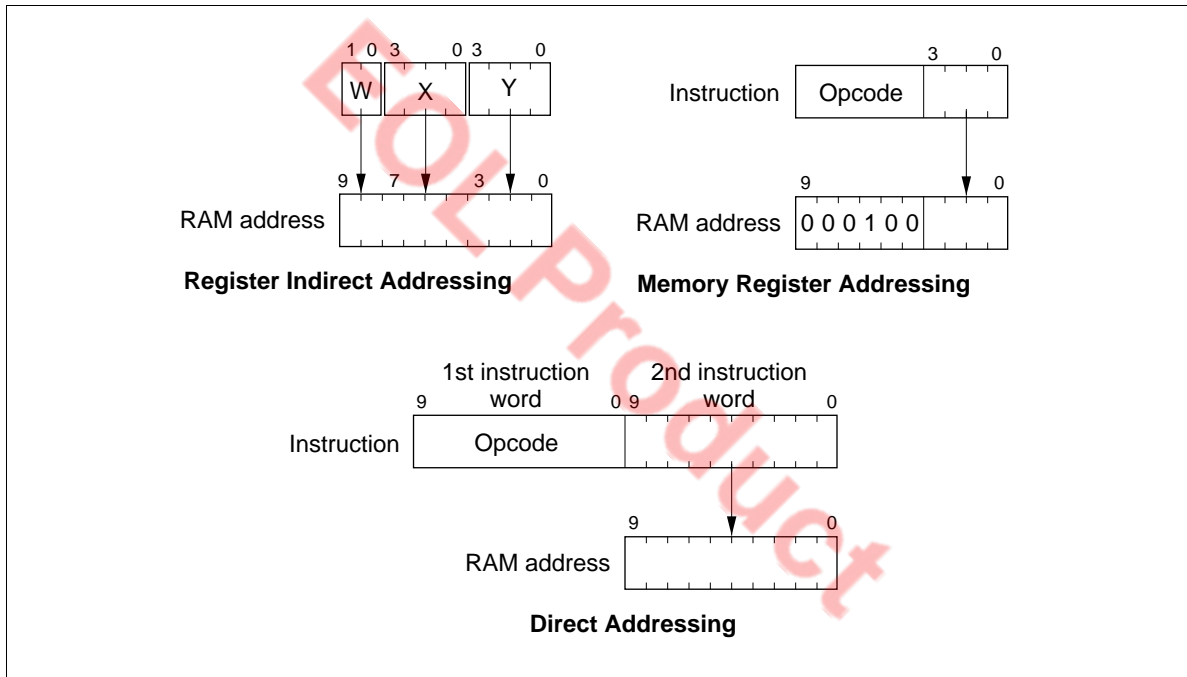 1 0 3 0 3 0
W X Y
9 7 3 0
RAM address
Register Indirect Addressing
3 0
Instruction Opcode
9 0
RAM address 0 0 0 1 0 0
Memory Register Addressing
1st instruction word 2nd instruction word
9 0 9 0
Instruction Opcode
9 0
RAM address
Direct Addressing
EOL Product